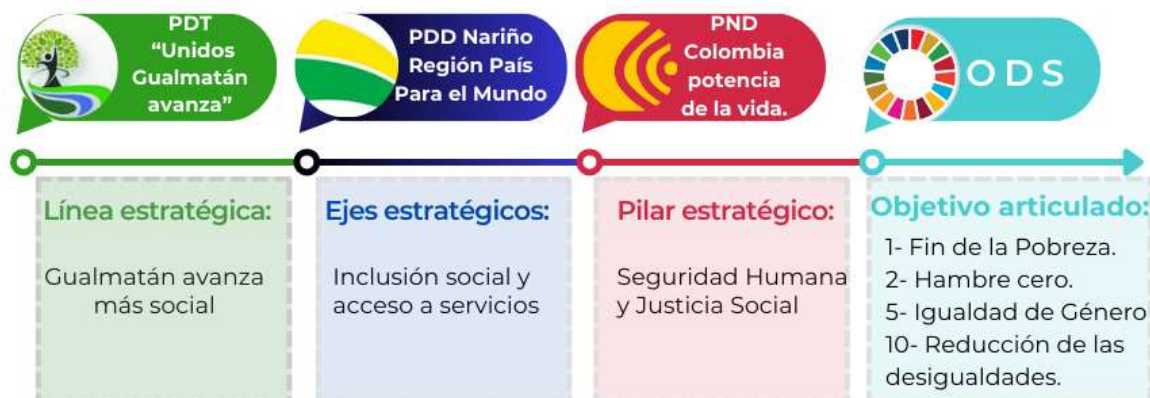 PDT
“Unidos
Gualmatán
avanza”
PDD Nariño
Región País
Para el Mundo
PND
Colombia
potencia
de la vida.
ODS
Línea estratégica:
Gualmatán avanza
más social
Ejes estratégicos:
Inclusión social y
acceso a servicios
Pilar estratégico:
Seguridad Humana
y Justicia Social
Objetivo articulado:
1- Fin de la Pobreza.
2- Hambre cero.
5- Igualdad de Género
10- Reducción de las
desigualdades.